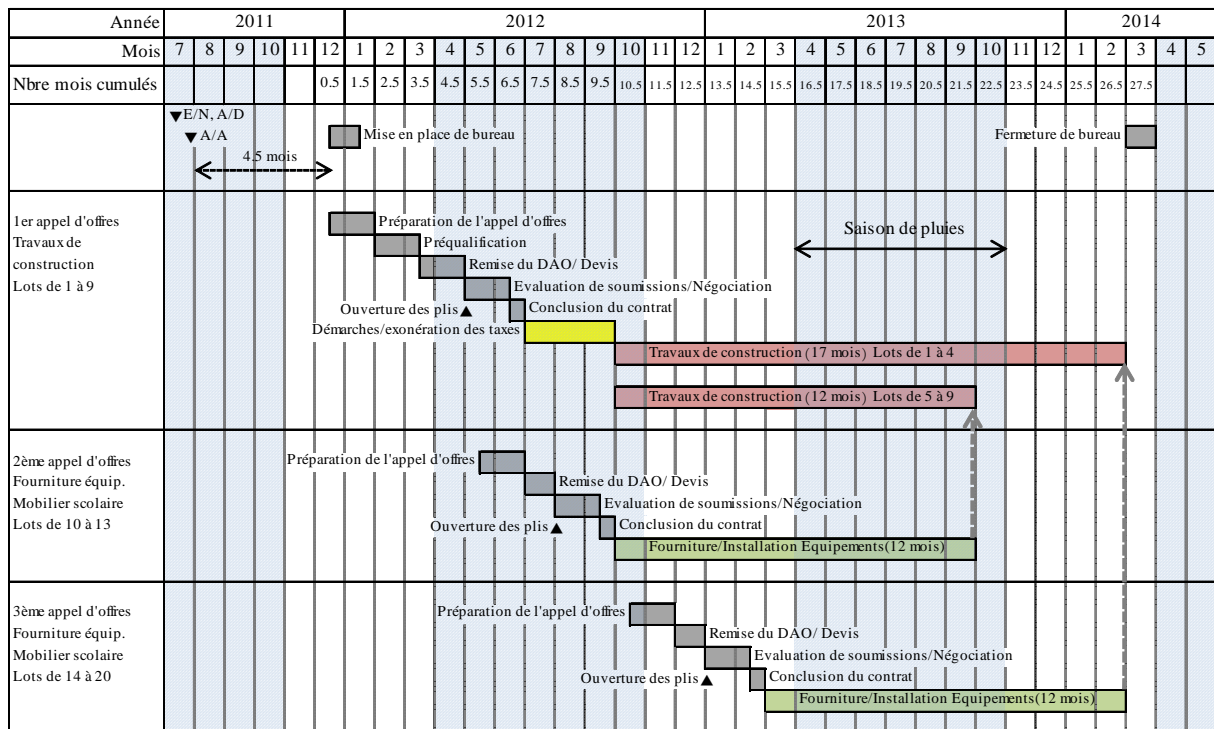 Année 2011 2012 2013 2014
Mois 7 8 9 10 11 12 1 2 3 4 5 6 7 8 9 10 11 12 1 2 3 4 5 6 7 8 9 10 11 12 1 2 3 4 5
Nbre mois cumulés 0.5 1.5 2.5 3.5 4.5 5.5 6.5 7.5 8.5 9.5 10.5 11.5 12.5 13.5 14.5 15.5 16.5 17.5 18.5 19.5 20.5 21.5 22.5 23.5 24.5 25.5 26.5 27.5
▼E/N, A/D
▼A/A
Mise en place de bureau
Fermeture de bureau
4.5 mois
1er appel d'offres
Travaux de
construction
Lots de 1 à 9
Préparation de l'appel d'offres
Préqualification
Saison de pluies
Remise du DAO/ Devis
Evaluation de soumissions/Négociation
Ouverture des plis▲
Conclusion du contrat
Démarches/exonération des taxes
Travaux de construction (17 mois) Lots de 1 à 4
Travaux de construction (12 mois) Lots de 5 à 9
2ème appel d'offres
Fourniture équip.
Mobilier scolaire
Lots de 10 à 13
Préparation de l'appel d'offres
Remise du DAO/ Devis
Evaluation de soumissions/Négociation
Ouverture des plis▲
Conclusion du contrat
Fourniture/Installation Equipements(12 mois)
3ème appel d'offres
Fourniture équip.
Mobilier scolaire
Lots de 14 à 20
Préparation de l'appel d'offres
Remise du DAO/ Devis
Evaluation de soumissions/Négociation
Ouverture des plis▲
Conclusion du contrat
Fourniture/Installation Equipements(12 mois)